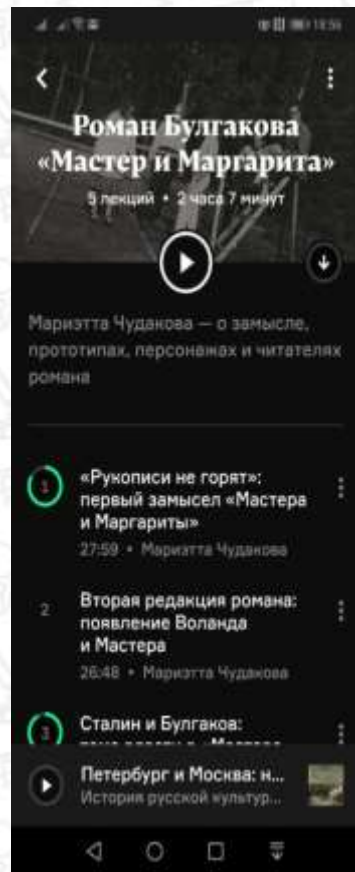 18:56
Роман Булгакова
«Мастер и Маргарита»
5 лекций • 2 часа 7 минут
Мариэтта Чудакова — о замысле,
прототипах, персонажах и читателях
романа
1
«Рукописи не горят»:
первый замысел «Мастера
и Маргариты»
27:59 • Мариэтта Чудакова
2
Вторая редакция романа:
появление Воланда
и Мастера
26:48 • Мариэтта Чудакова
3
Сталин и Булгаков:
Петербург и Москва: н...
История русской культур...